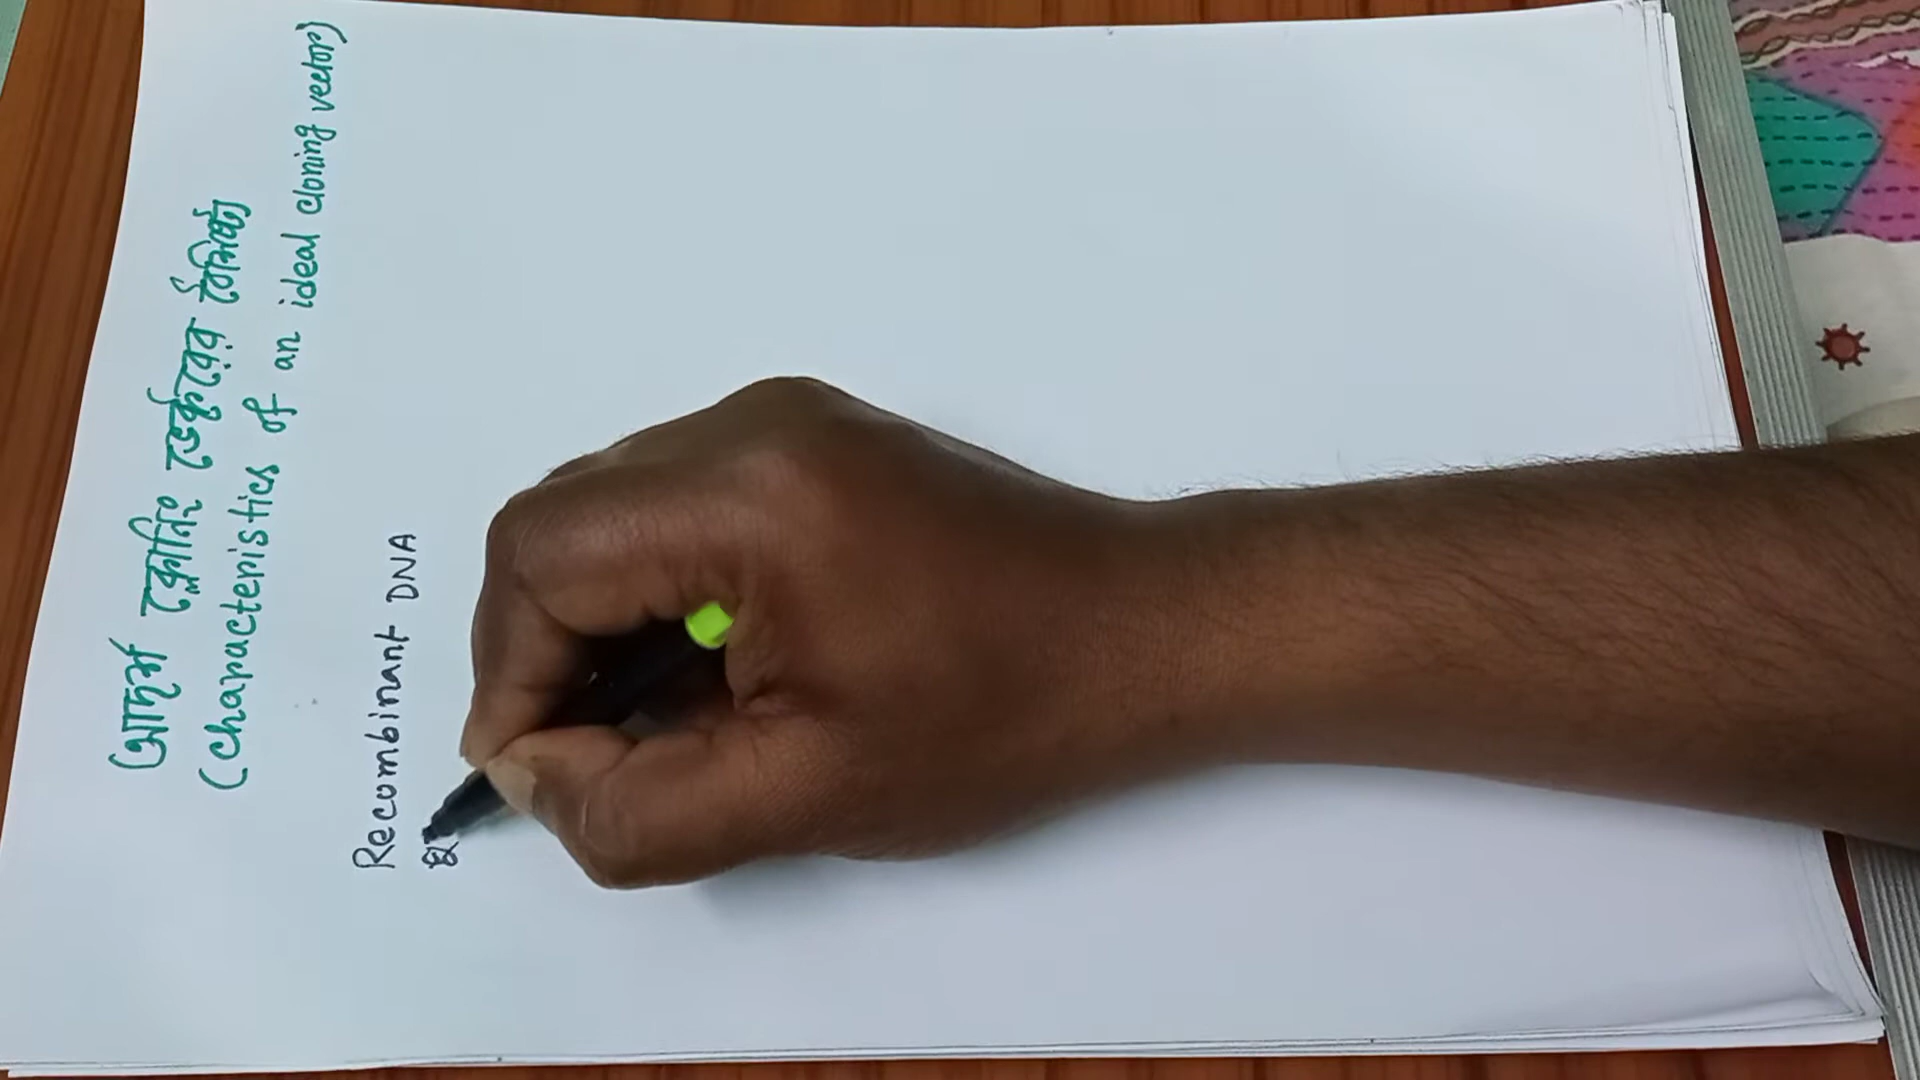 আদর্শ ক্লোনিং ভেক্টরের বৈশিষ্ট্য
(characteristics of an ideal cloning vector)
Recombinant DNA